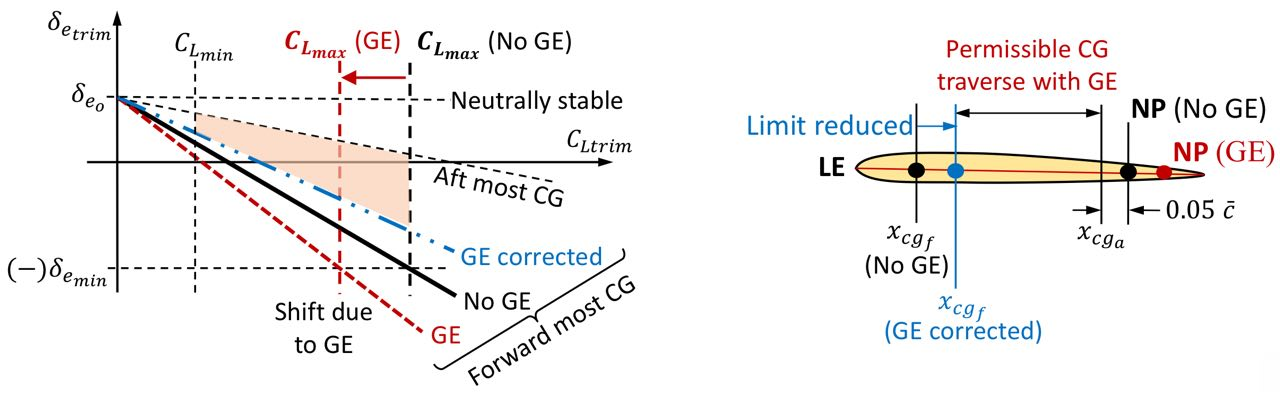 δ_{e_{trim}}
C_{L_{min}}
C_{L_{max}} (GE)
C_{L_{max}} (No GE)
δ_{e_o}
Neutrally stable
C_{Ltrim}
Aft most CG
GE corrected
(−)δ_{e_{min}}
No GE
Shift due
to GE
GE
Forward most CG
Permissible CG
traverse with GE
NP (No GE)
Limit reduced
NP (GE)
LE
0.05 c̄
x_{cg_f}
(No GE)
x_{cg_a}
x_{cg_f}
(GE corrected)